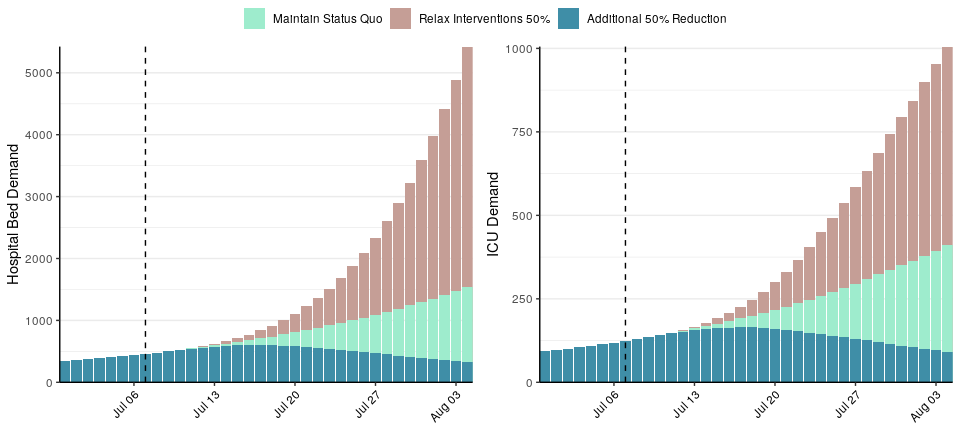 Maintain Status Quo Relax Interventions 50% Additional 50% Reduction
Hospital Bed Demand
5000
4000
3000
2000
1000
0
Jul 06 Jul 13 Jul 20 Jul 27 Aug 03
ICU Demand
1000
750
500
250
0
Jul 06 Jul 13 Jul 20 Jul 27 Aug 03